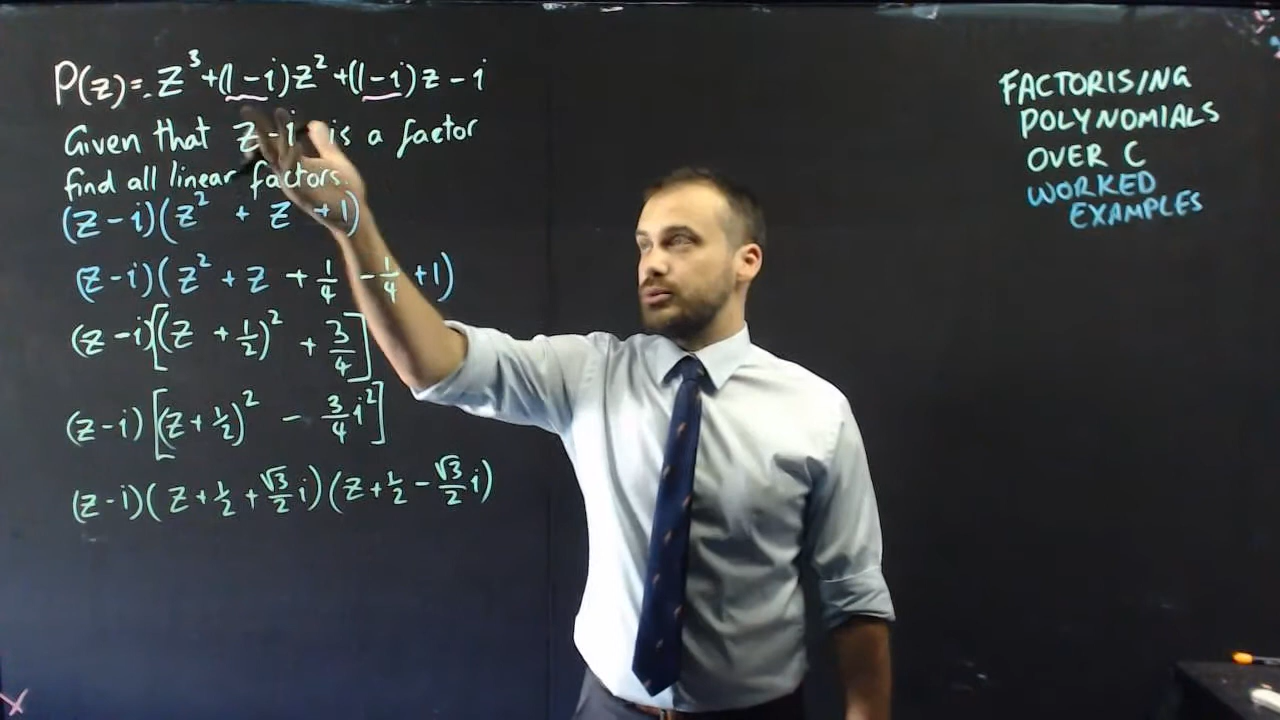 P(z) = z³ + (1 - i)z² + (1 - i)z - i
Given that z - i is a factor
find all linear factors.
(z - i)(z² + z + 1)
(z - i)(z² + z + 1/4 - 1/4 + 1)
(z - i)[(z + 1/2)² + 3/4]
(z - i)[(z + 1/2)² - 3/4 i²]
(z - i)(z + 1/2 + √3/2 i)(z + 1/2 - √3/2 i)
FACTORISING
POLYNOMIALS
OVER C
WORKED
EXAMPLES